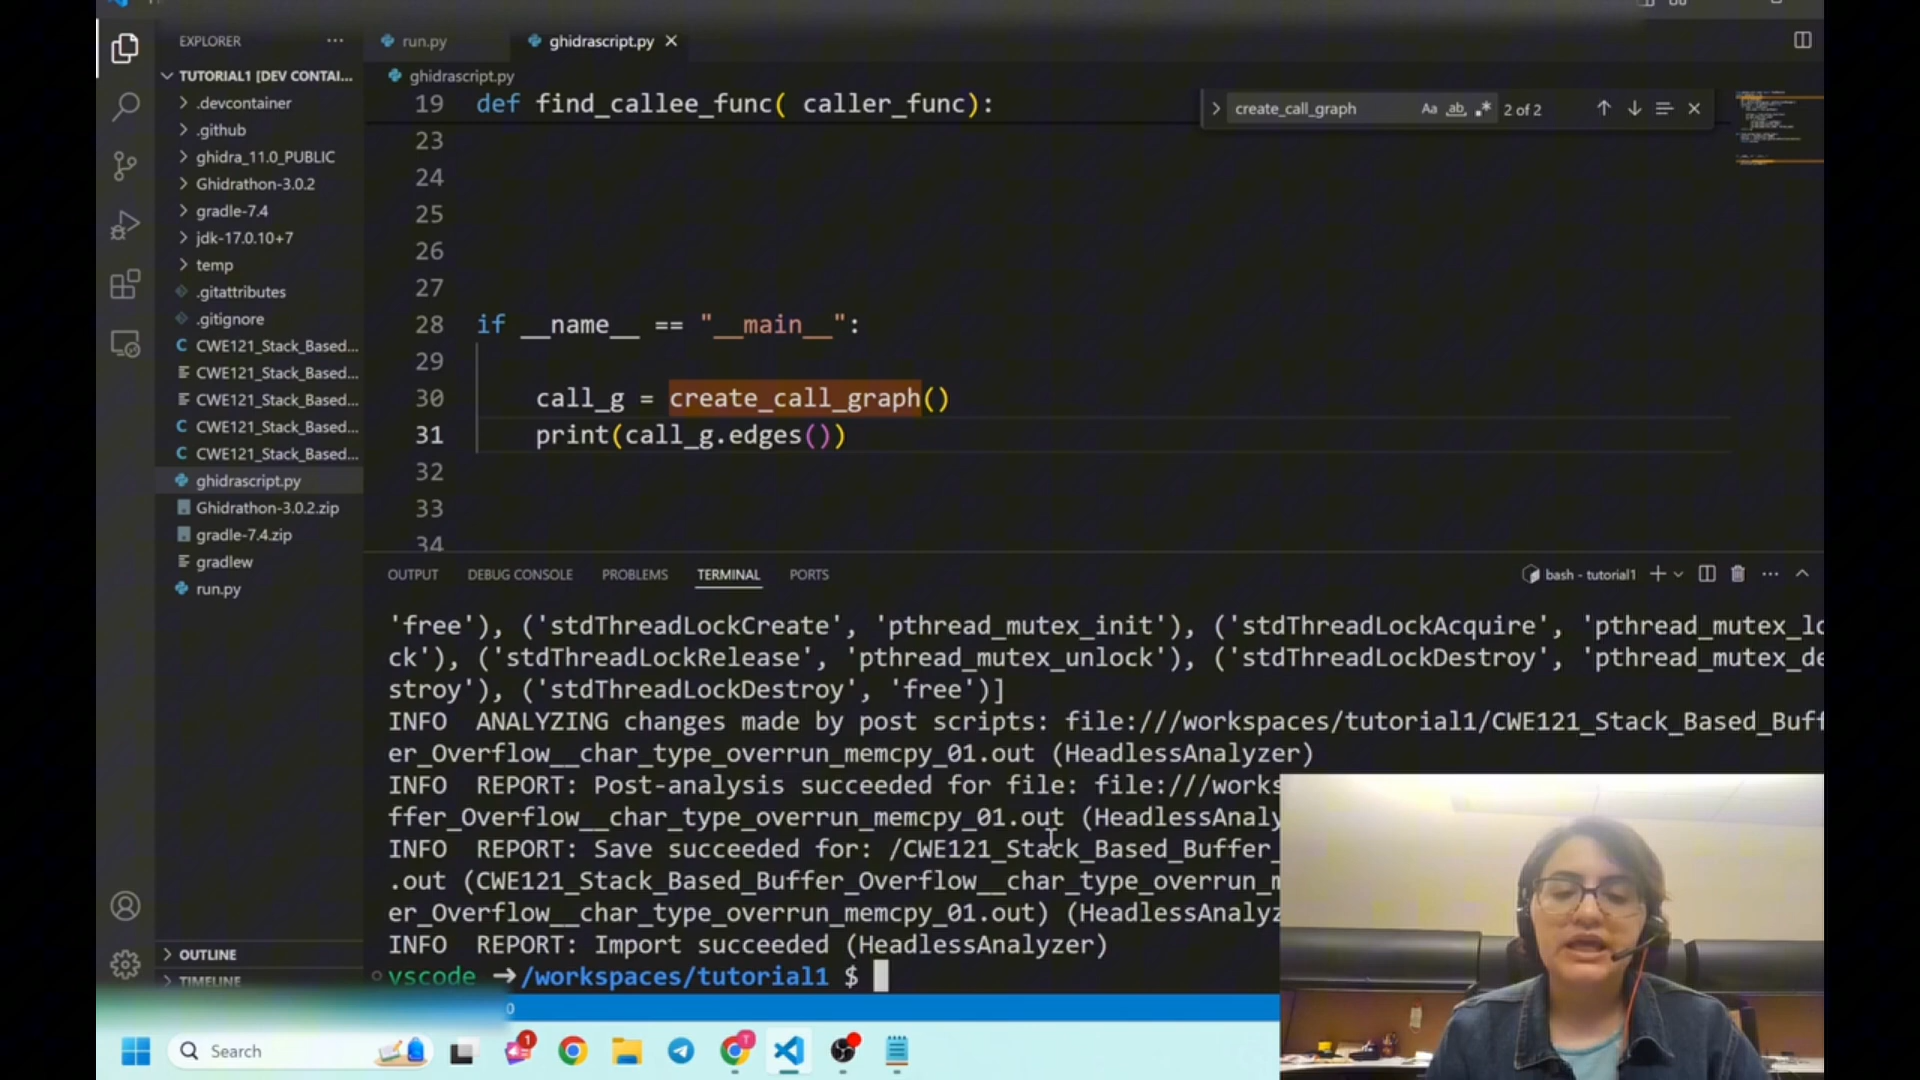 EXPLORER
run.py
ghidrascript.py
TUTORIAL1 [DEV CONTAI...
.devcontainer
.github
ghidra_11.0_PUBLIC
Ghidrathon-3.0.2
gradle-7.4
jdk-17.0.10+7
temp
.gitattributes
.gitignore
CWE121_Stack_Based...
CWE121_Stack_Based...
CWE121_Stack_Based...
CWE121_Stack_Based...
CWE121_Stack_Based...
ghidrascript.py
Ghidrathon-3.0.2.zip
gradle-7.4.zip
gradlew
run.py
OUTLINE
TIMELINE
ghidrascript.py
19 def find_callee_func( caller_func):
create_call_graph Aa ab 2 of 2
23
24
25
26
27
28 if __name__ == "__main__":
29
30 call_g = create_call_graph()
31 print(call_g.edges())
32
33
34
OUTPUT DEBUG CONSOLE PROBLEMS TERMINAL PORTS bash - tutorial1
'free'), ('stdThreadLockCreate', 'pthread_mutex_init'), ('stdThreadLockAcquire', 'pthread_mutex_lo
ck'), ('stdThreadLockRelease', 'pthread_mutex_unlock'), ('stdThreadLockDestroy', 'pthread_mutex_de
stroy'), ('stdThreadLockDestroy', 'free')]
INFO ANALYZING changes made by post scripts: file:///workspaces/tutorial1/CWE121_Stack_Based_Buff
er_Overflow__char_type_overrun_memcpy_01.out (HeadlessAnalyzer)
INFO REPORT: Post-analysis succeeded for file: file:///works
ffer_Overflow__char_type_overrun_memcpy_01.out (HeadlessAnaly
INFO REPORT: Save succeeded for: /CWE121_Stack_Based_Buffer_
.out (CWE121_Stack_Based_Buffer_Overflow__char_type_overrun_m
er_Overflow__char_type_overrun_memcpy_01.out) (HeadlessAnalyz
INFO REPORT: Import succeeded (HeadlessAnalyzer)
vscode ➜ /workspaces/tutorial1 $
0
Search
1
T